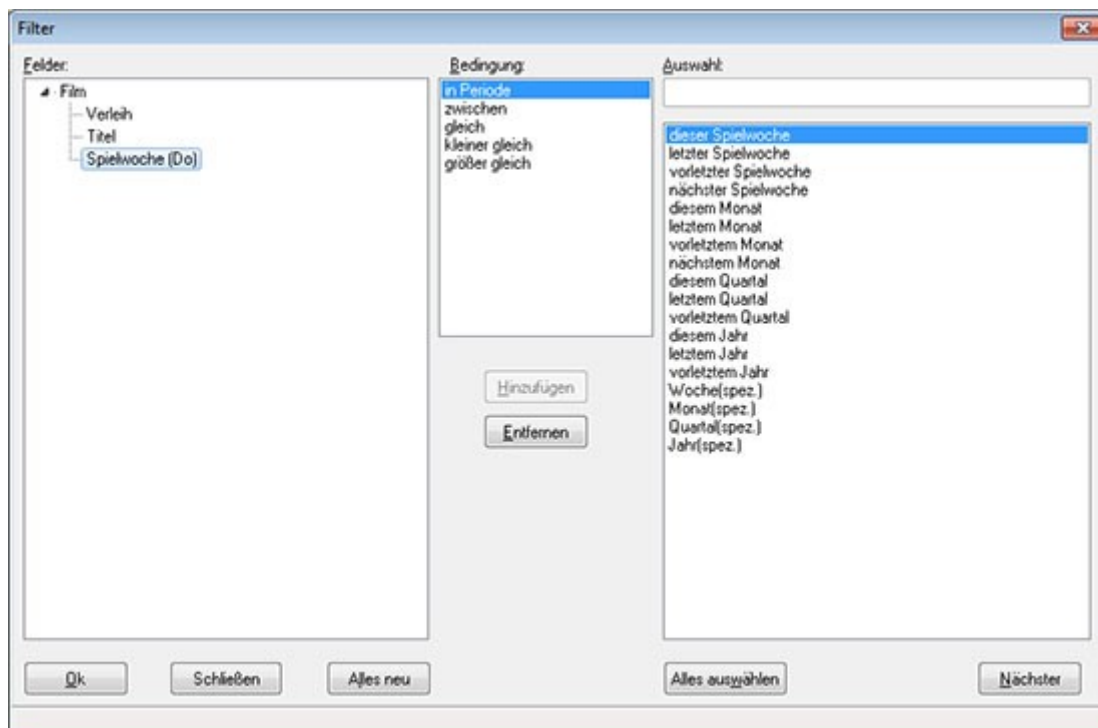 Filter
Felder:
Film
Verleih
Titel
Spielwoche (Do)
Bedingung:
in Periode
zwischen
gleich
kleiner gleich
größer gleich
Hinzufügen
Entfernen
Auswahl:
dieser Spielwoche
letzter Spielwoche
vorletzter Spielwoche
nächster Spielwoche
diesem Monat
letztem Monat
vorletztem Monat
nächstem Monat
diesem Quartal
letztem Quartal
vorletztem Quartal
diesem Jahr
letztem Jahr
vorletztem Jahr
Woche(spez.)
Monat(spez.)
Quartal(spez.)
Jahr(spez.)
Ok
Schließen
Alles neu
Alles auswählen
Nächster